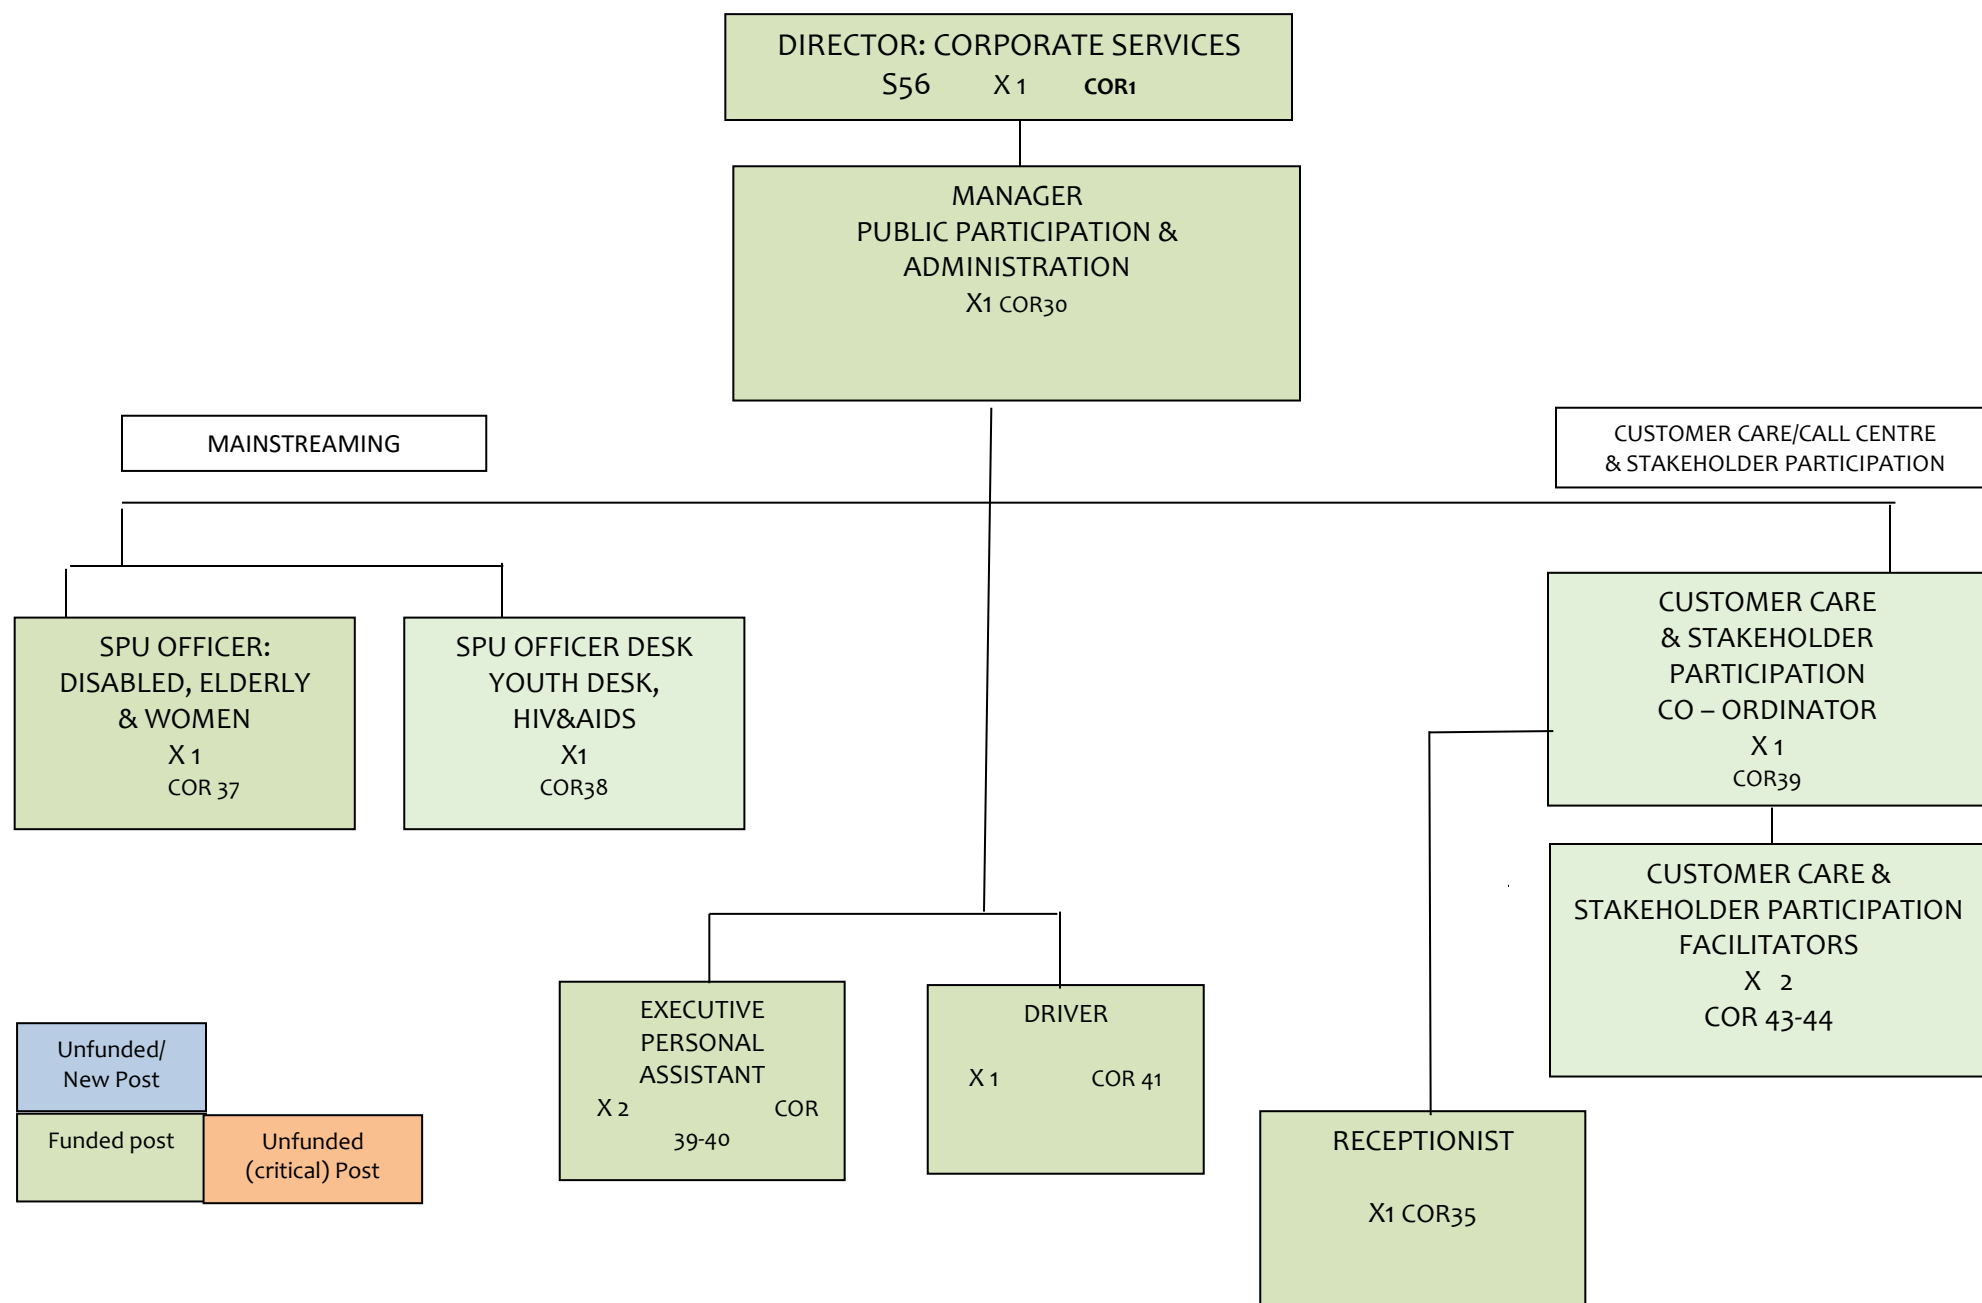 DIRECTOR: CORPORATE SERVICES
S56 X 1 COR1
MANAGER
PUBLIC PARTICIPATION &
ADMINISTRATION
X1 COR30
MAINSTREAMING
CUSTOMER CARE/CALL CENTRE
& STAKEHOLDER PARTICIPATION
SPU OFFICER:
DISABLED, ELDERLY
& WOMEN
X 1
COR 37
SPU OFFICER DESK
YOUTH DESK,
HIV&AIDS
X1
COR38
CUSTOMER CARE
& STAKEHOLDER
PARTICIPATION
CO – ORDINATOR
X 1
COR39
CUSTOMER CARE &
STAKEHOLDER PARTICIPATION
FACILITATORS
X 2
COR 43-44
EXECUTIVE
PERSONAL
ASSISTANT
X 2 COR
39-40
DRIVER
X 1 COR 41
RECEPTIONIST
X1 COR35
Unfunded/
New Post
Funded post
Unfunded
(critical) Post